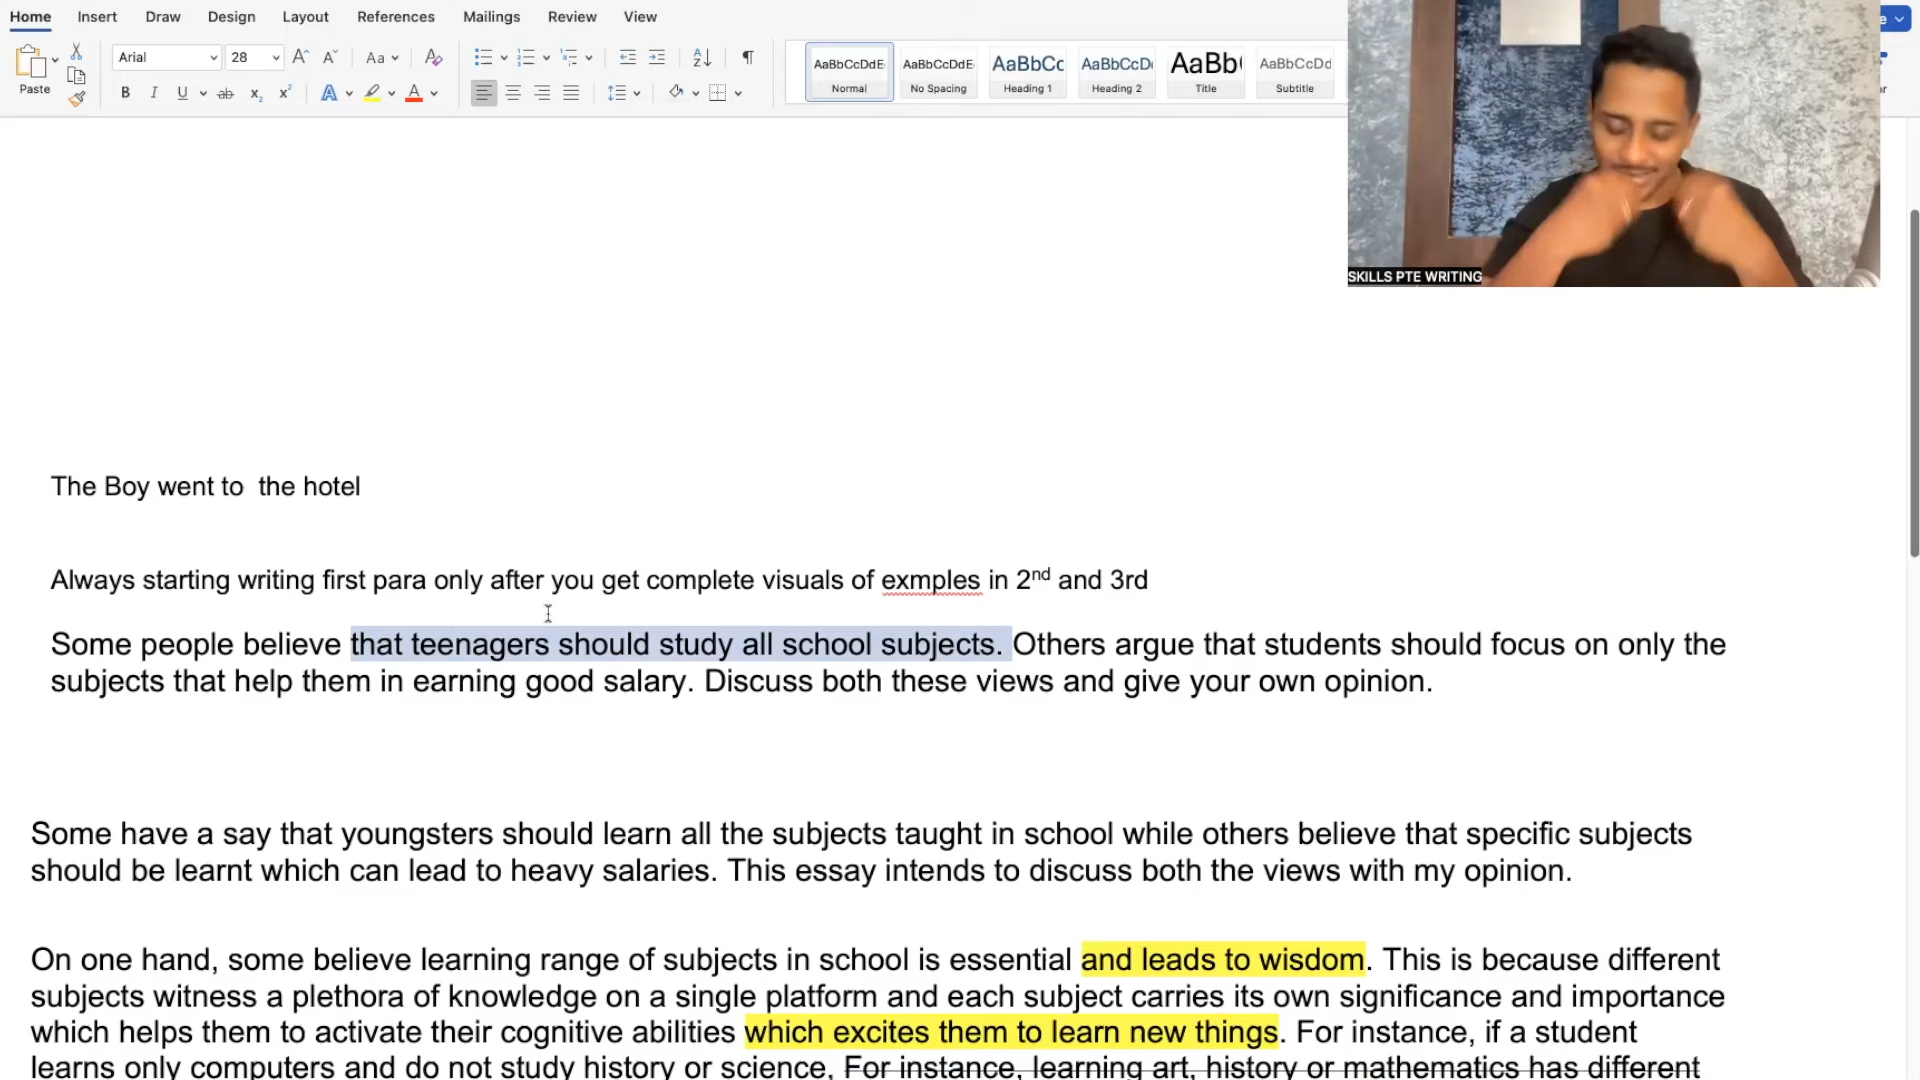 Home Insert Draw Design Layout References Mailings Review View
Paste Arial 28 Aa
AaBbCcDdE AaBbCcDdE AaBbCc AaBbCcD AaBb AaBbCcDd
Normal No Spacing Heading 1 Heading 2 Title Subtitle
SKILLS PTE WRITING
The Boy went to  the hotel
Always starting writing first para only after you get complete visuals of exmples in 2nd and 3rd
Some people believe that teenagers should study all school subjects. Others argue that students should focus on only the
subjects that help them in earning good salary. Discuss both these views and give your own opinion.
Some have a say that youngsters should learn all the subjects taught in school while others believe that specific subjects
should be learnt which can lead to heavy salaries. This essay intends to discuss both the views with my opinion.
On one hand, some believe learning range of subjects in school is essential and leads to wisdom. This is because different
subjects witness a plethora of knowledge on a single platform and each subject carries its own significance and importance
which helps them to activate their cognitive abilities which excites them to learn new things. For instance, if a student
learns only computers and do not study history or science, For instance, learning art, history or mathematics has different